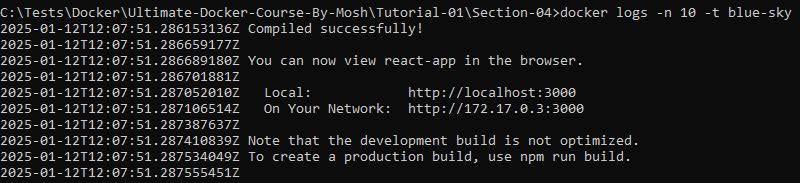 C:\Tests\Docker\Ultimate-Docker-Course-By-Mosh\Tutorial-01\Section-04>docker logs -n 10 -t blue-sky
2025-01-12T12:07:51.286153136Z Compiled successfully!
2025-01-12T12:07:51.286659177Z
2025-01-12T12:07:51.286689180Z You can now view react-app in the browser.
2025-01-12T12:07:51.286701881Z
2025-01-12T12:07:51.287052010Z   Local:            http://localhost:3000
2025-01-12T12:07:51.287106514Z   On Your Network:  http://172.17.0.3:3000
2025-01-12T12:07:51.287387637Z
2025-01-12T12:07:51.287410839Z Note that the development build is not optimized.
2025-01-12T12:07:51.287534049Z To create a production build, use npm run build.
2025-01-12T12:07:51.287555451Z